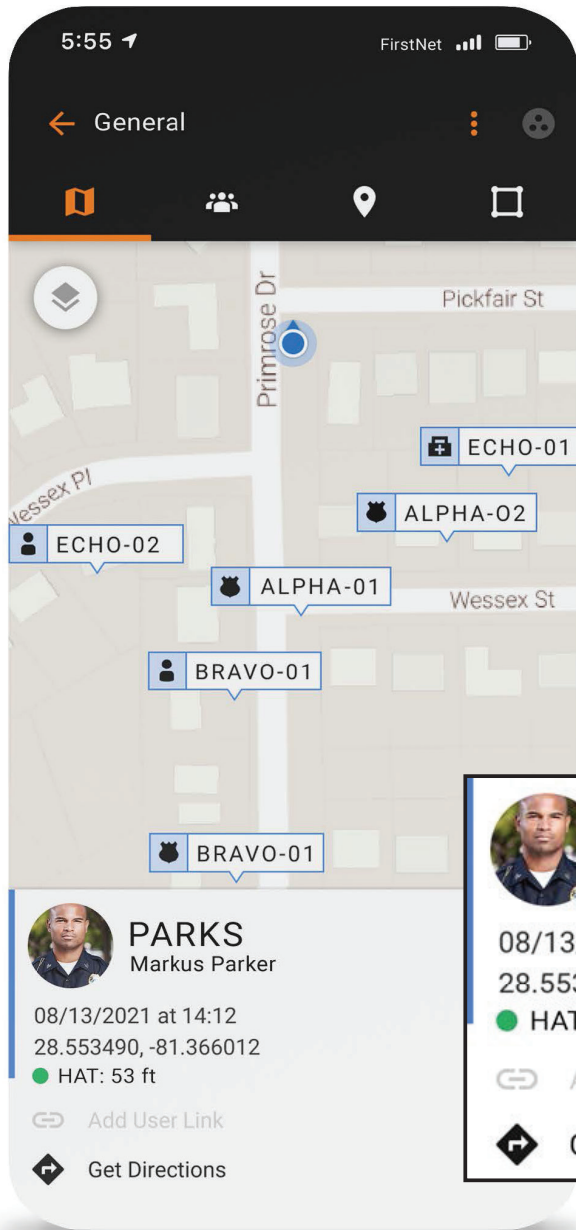 5:55
FirstNet
General
Primrose Dr
Pickfair St
ECHO-01
ALPHA-O2
Wessex Pl
ECHO-02
ALPHA-01
Wessex St
BRAVO-01
BRAVO-01
PARKS
Markus Parker
08/13/2021 at 14:12
28.553490, -81.366012
HAT: 53 ft
Add User Link
Get Directions
08/13
28.553
HAT